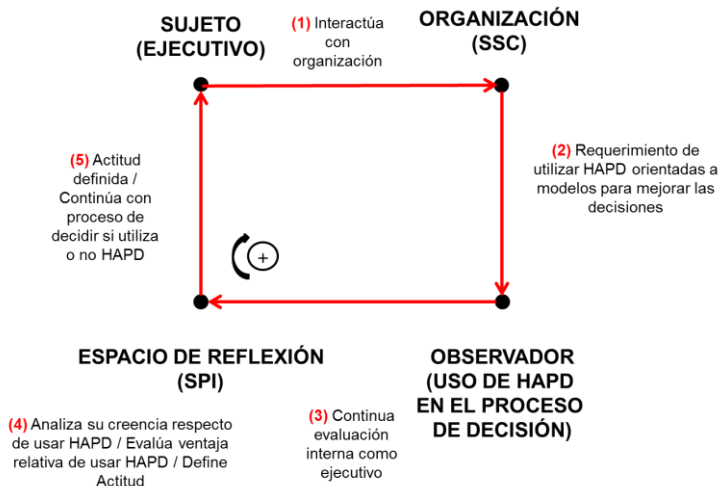 SUJETO
(EJECUTIVO)
(1) Interactúa
con
organización
ORGANIZACIÓN
(SSC)
(2) Requerimiento de
utilizar HAPD orientadas a
modelos para mejorar las
decisiones
(5) Actitud
definida /
Continúa con
proceso de
decidir si utiliza
o no HAPD
+
ESPACIO DE REFLEXIÓN
(SPI)
(4) Analiza su creencia respecto
de usar HAPD / Evalúa ventaja
relativa de usar HAPD / Define
Actitud
(3) Continua
evaluación
interna como
ejecutivo
OBSERVADOR
(USO DE HAPD
EN EL PROCESO
DE DECISIÓN)